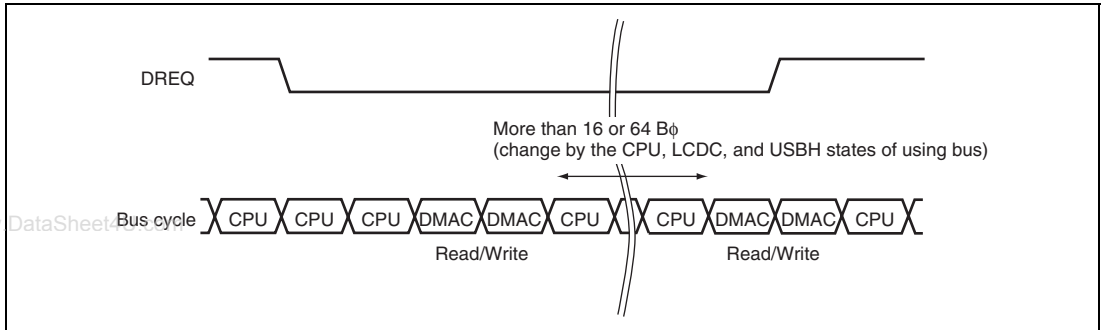 DREQ
More than 16 or 64 Bϕ
(change by the CPU, LCDC, and USBH states of using bus)
DataSheet4U.com
Bus cycle CPU CPU CPU DMAC DMAC CPU CPU DMAC DMAC CPU
Read/Write Read/Write